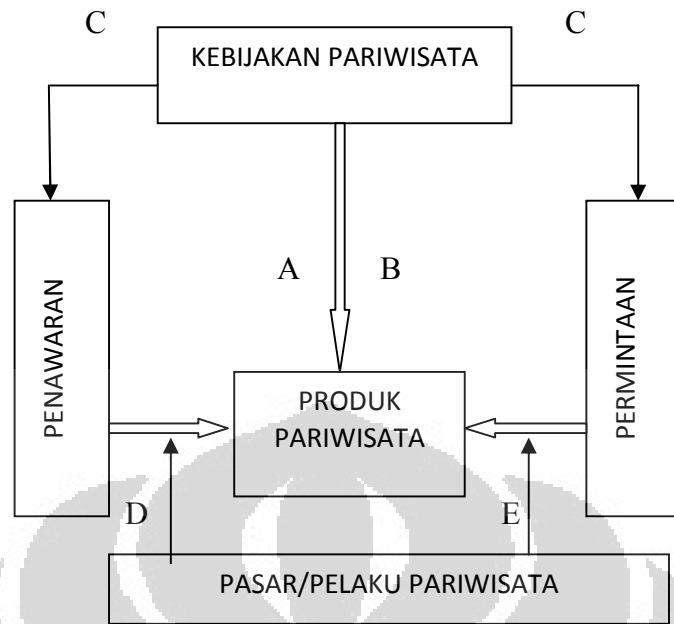 C
C
KEBIJAKAN PARIWISATA
PENAWARAN
PERMINTAAN
A
B
PRODUK
PARIWISATA
D
E
PASAR/PELAKU PARIWISATA